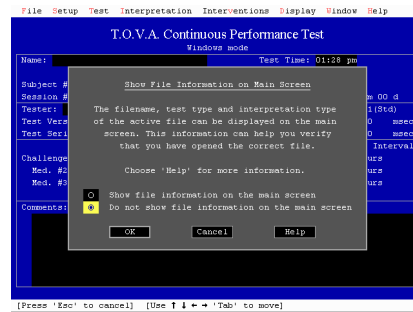 File Setup Test Interpretation Interventions Display Window Help
T.O.V.A. Continuous Performance Test
Windows mode
Name: Test Time: 01:28 pm
Subject #
Session # m 00 d
Tester: 1(Std)
Test Vers 0 msec
Test Seri 0 msec
Interval
Challenge urs
Med. #2 urs
Med. #3 urs
Comments:
Show File Information on Main Screen
The filename, test type and interpretation type
of the active file can be displayed on the main
screen. This information can help you verify
that you have opened the correct file.
Choose 'Help' for more information.
Show file information on the main screen
Do not show file information on the main screen
OK Cancel Help
[Press 'Esc' to cancel] [Use ↑ ↓ ← → 'Tab' to move]